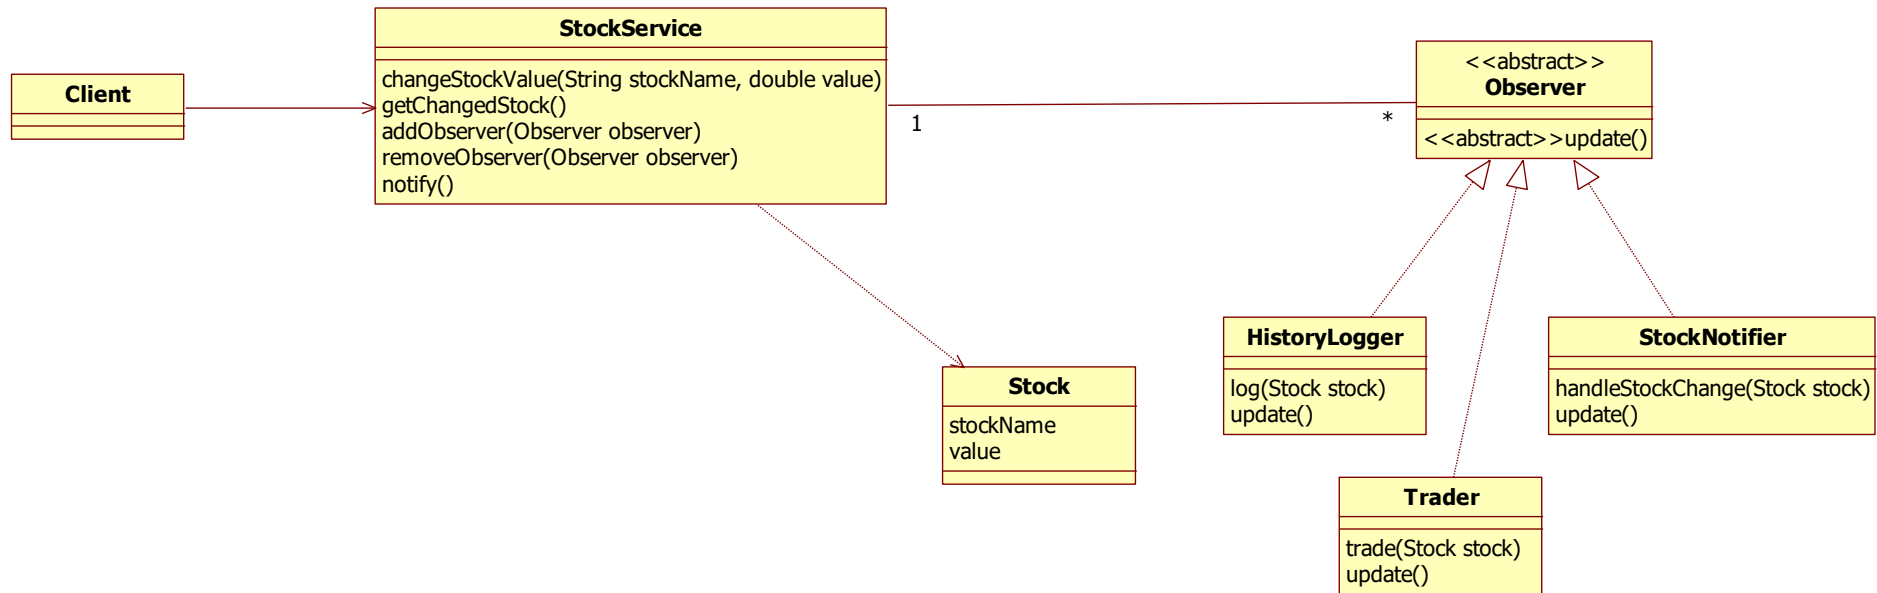 Client
StockService
changeStockValue(String stockName, double value)
getChangedStock()
addObserver(Observer observer)
removeObserver(Observer observer)
notify()
1
*
<<abstract>>
Observer
<<abstract>>update()
Stock
stockName
value
HistoryLogger
log(Stock stock)
update()
StockNotifier
handleStockChange(Stock stock)
update()
Trader
trade(Stock stock)
update()